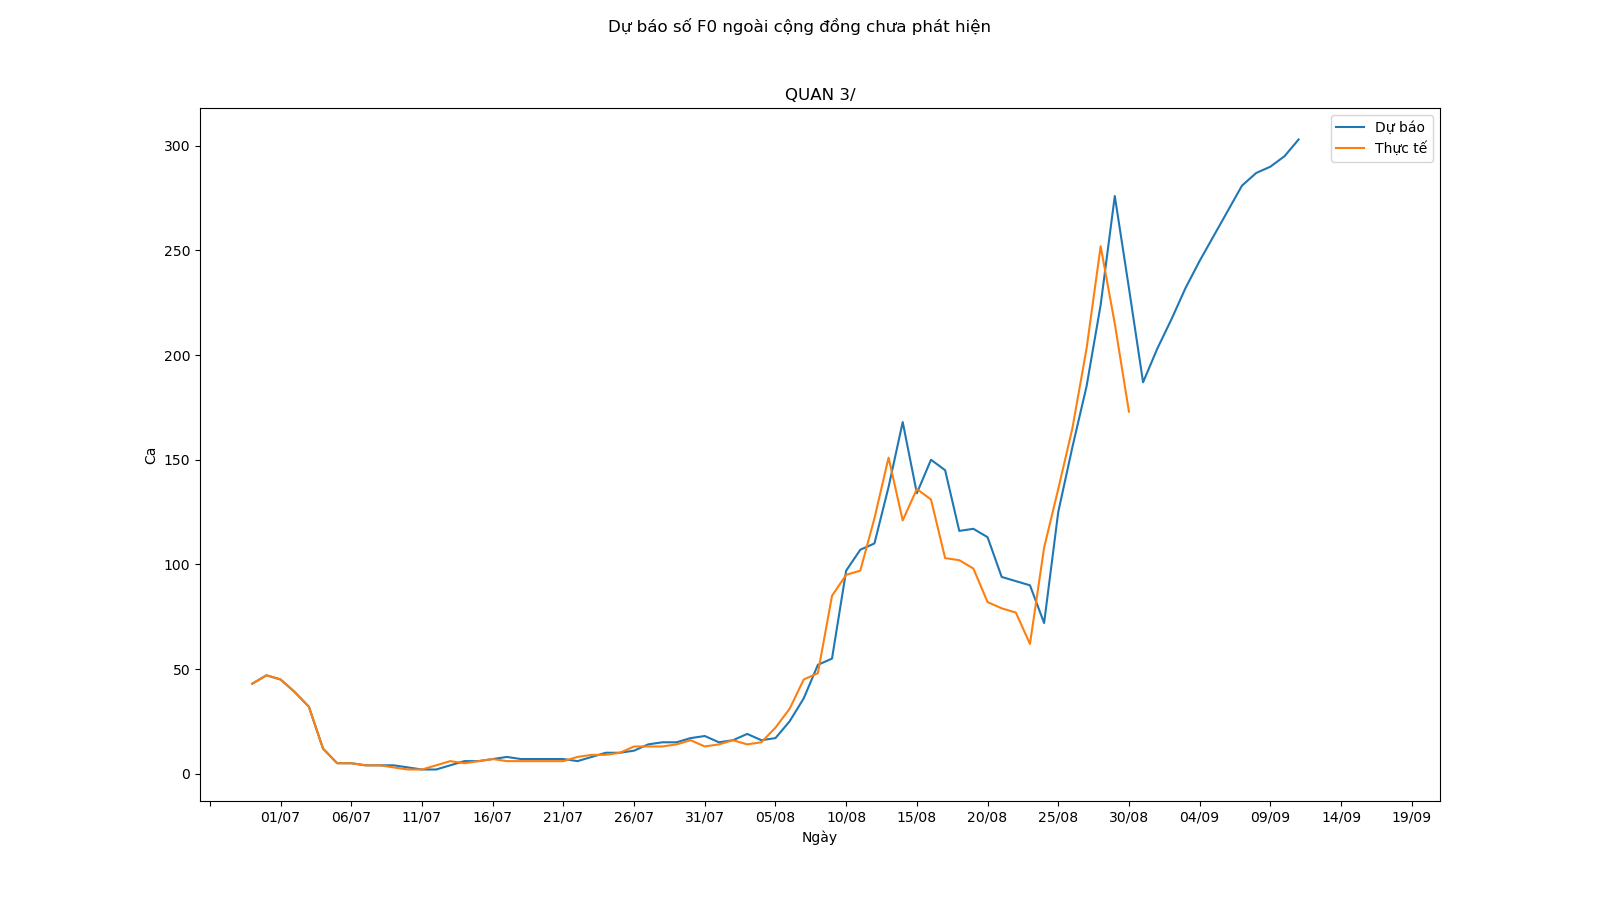 Dự báo số F0 ngoài cộng đồng chưa phát hiện
QUAN 3/
Dự báo
Thực tế
300
250
200
150
100
50
0
Ca
01/07 06/07 11/07 16/07 21/07 26/07 31/07 05/08 10/08 15/08 20/08 25/08 30/08 04/09 09/09 14/09 19/09
Ngày